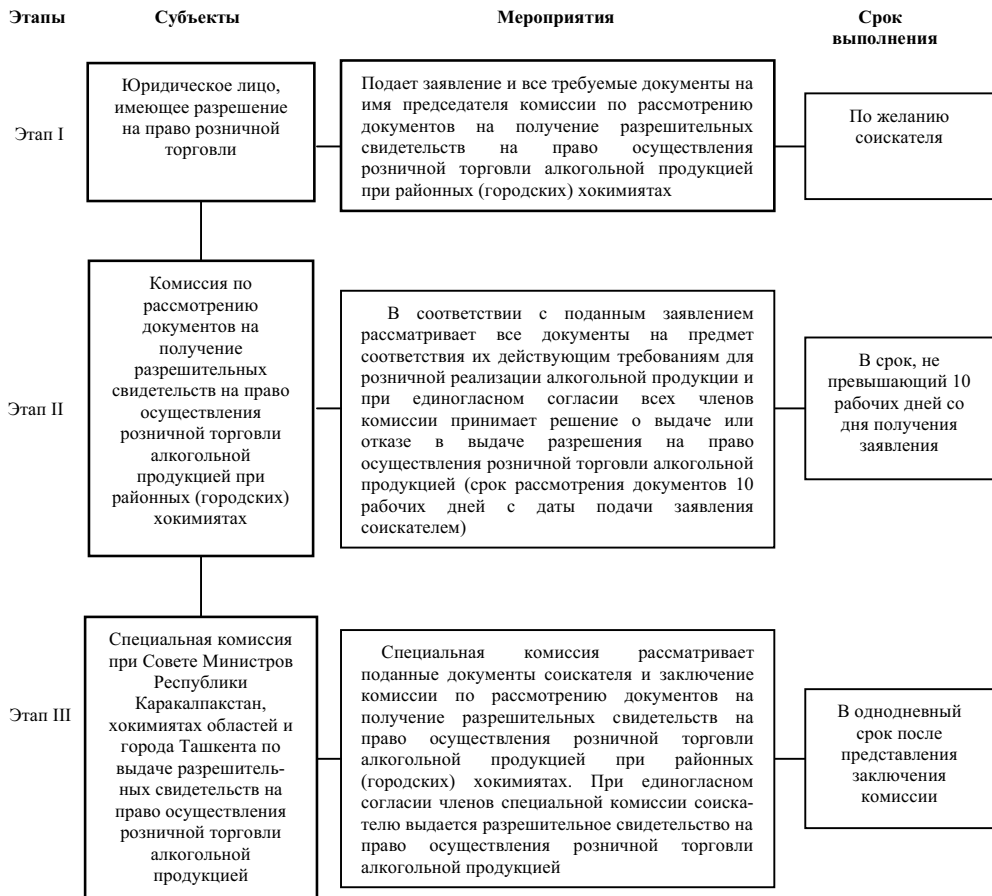 Этапы
Субъекты
Мероприятия
Срок
выполнения
Этап I
Юридическое лицо,
имеющее разрешение
на право розничной
торговли
Подает заявление и все требуемые документы на
имя председателя комиссии по рассмотрению
документов на получение разрешительных
свидетельств на право осуществления
розничной торговли алкогольной продукцией
при районных (городских) хокимиятах
По желанию
соискателя
Этап II
Комиссия по
рассмотрению
документов на
получение
разрешительных
свидетельств на право
осуществления
розничной торговли
алкогольной
продукцией при
районных (городских)
хокимиятах
В соответствии с поданным заявлением
рассматривает все документы на предмет
соответствия их действующим требованиям для
розничной реализации алкогольной продукции и
при единогласном согласии всех членов
комиссии принимает решение о выдаче или
отказе в выдаче разрешения на право
осуществления розничной торговли алкогольной
продукцией (срок рассмотрения документов 10
рабочих дней с даты подачи заявления
соискателем)
В срок, не
превышающий 10
рабочих дней со
дня получения
заявления
Этап III
Специальная комиссия
при Совете Министров
Республики
Каракалпакстан,
хокимиятах областей и
города Ташкента по
выдаче разрешитель-
ных свидетельств на
право осуществления
розничной торговли
алкогольной
продукцией
Специальная комиссия рассматривает
поданные документы соискателя и заключение
комиссии по рассмотрению документов на
получение разрешительных свидетельств на
право осуществления розничной торговли
алкогольной продукцией при районных
(городских) хокимиятах. При единогласном
согласии членов специальной комиссии соиска-
телю выдается разрешительное свидетельство на
право осуществления розничной торговли
алкогольной продукцией
В однодневный
срок после
представления
заключения
комиссии